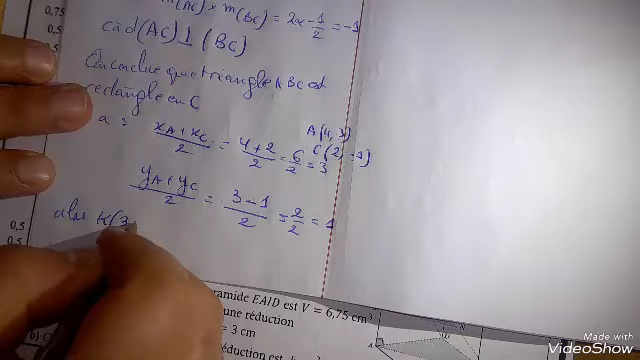 0,75
0,5
0,5
m(AC) × m(BC) = 2x - 1/2 = -1
càd (AC) ⊥ (BC)
On conclue que triangle ABC est
rectangle en C
a = (xA + xC)/2 = (4+2)/2 = 6/2 = 3
A(4, 3)
C(2, -1)
(yA + yC)/2 = (3-1)/2 = 2/2 = 1
alors K(3
0,5
0,5
ramide EAID est V = 6,75 cm³
une réduction
= 3 cm
réduction est
A
Made with
VideoShow